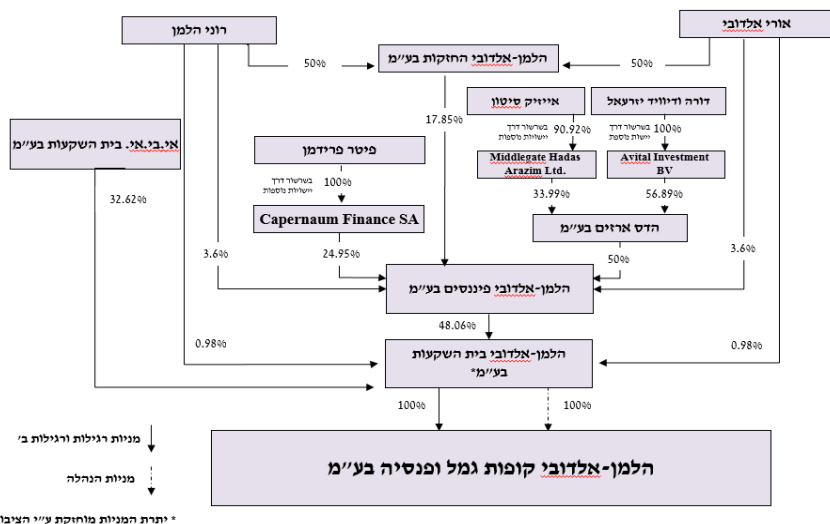 רוני הלמן
אורי אלדובי
הלמן-אלדובי החזקות בע"מ
50%
50%
17.85%
אייזיק סיטון
דורה ודיוויד יזרעאל
אי.בי.אי. בית השקעות בע"מ
פיטר פרידמן
בשרשור דרך
יישויות נוספות
90.92%
בשרשור דרך
יישות נוספות
100%
Middlegate Hadas
Arazim Ltd.
Avital Investment
BV
בשרשור דרך
יישויות נוספות
100%
32.62%
33.99%
56.89%
Capernaum Finance SA
הדס ארזים בע"מ
3.6%
24.95%
50%
3.6%
הלמן-אלדובי פיננסים בע"מ
48.06%
0.98%
0.98%
הלמן-אלדובי בית השקעות
בע"מ*
100%
100%
הלמן-אלדובי קופות גמל ופנסיה בע"מ
מניות רגילות ורגילות ב'
מניות הנהלה
* יתרת המניות מוחזקת ע"י הציבו